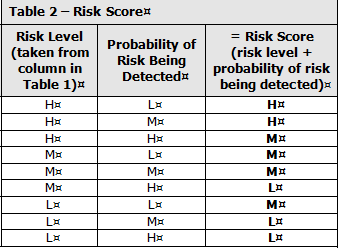 Table 2 – Risk Score¤
Risk Level (taken from column in Table 1)¤ Probability of Risk Being Detected¤ = Risk Score (risk level + probability of risk being detected)¤
H¤ L¤ H¤
H¤ M¤ H¤
H¤ H¤ M¤
M¤ L¤ M¤
M¤ M¤ M¤
M¤ H¤ L¤
L¤ L¤ M¤
L¤ M¤ L¤
L¤ H¤ L¤